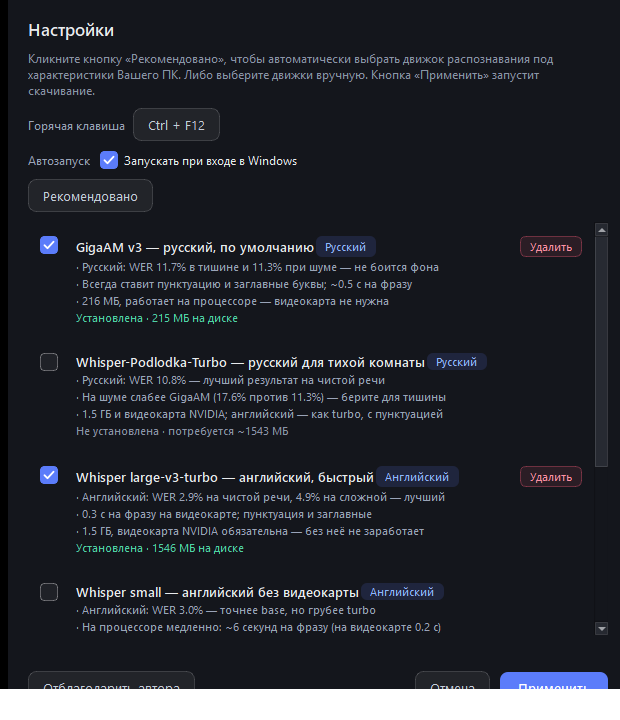 Настройки
Кликните кнопку «Рекомендовано», чтобы автоматически выбрать движок распознавания под
характеристики Вашего ПК. Либо выберите движки вручную. Кнопка «Применить» запустит
скачивание.
Горячая клавиша Ctrl + F12
Автозапуск Запускать при входе в Windows
Рекомендовано
GigaAM v3 — русский, по умолчанию Русский Удалить
· Русский: WER 11.7% в тишине и 11.3% при шуме — не боится фона
· Всегда ставит пунктуацию и заглавные буквы; ~0.5 с на фразу
· 216 МБ, работает на процессоре — видеокарта не нужна
Установлена · 215 МБ на диске
Whisper-Podlodka-Turbo — русский для тихой комнаты Русский
· Русский: WER 10.8% — лучший результат на чистой речи
· На шуме слабее GigaAM (17.6% против 11.3%) — берите для тишины
· 1.5 ГБ и видеокарта NVIDIA; английский — как turbo, с пунктуацией
Не установлена · потребуется ~1543 МБ
Whisper large-v3-turbo — английский, быстрый Английский Удалить
· Английский: WER 2.9% на чистой речи, 4.9% на сложной — лучший
· 0.3 с на фразу на видеокарте; пунктуация и заглавные
· 1.5 ГБ, видеокарта NVIDIA обязательна — без неё не заработает
Установлена · 1546 МБ на диске
Whisper small — английский без видеокарты Английский
· Английский: WER 3.0% — точнее base, но грубее turbo
· На процессоре медленно: ~6 секунд на фразу (на видеокарте 0.2 с)
Отблагодарить автора Отмена Применить